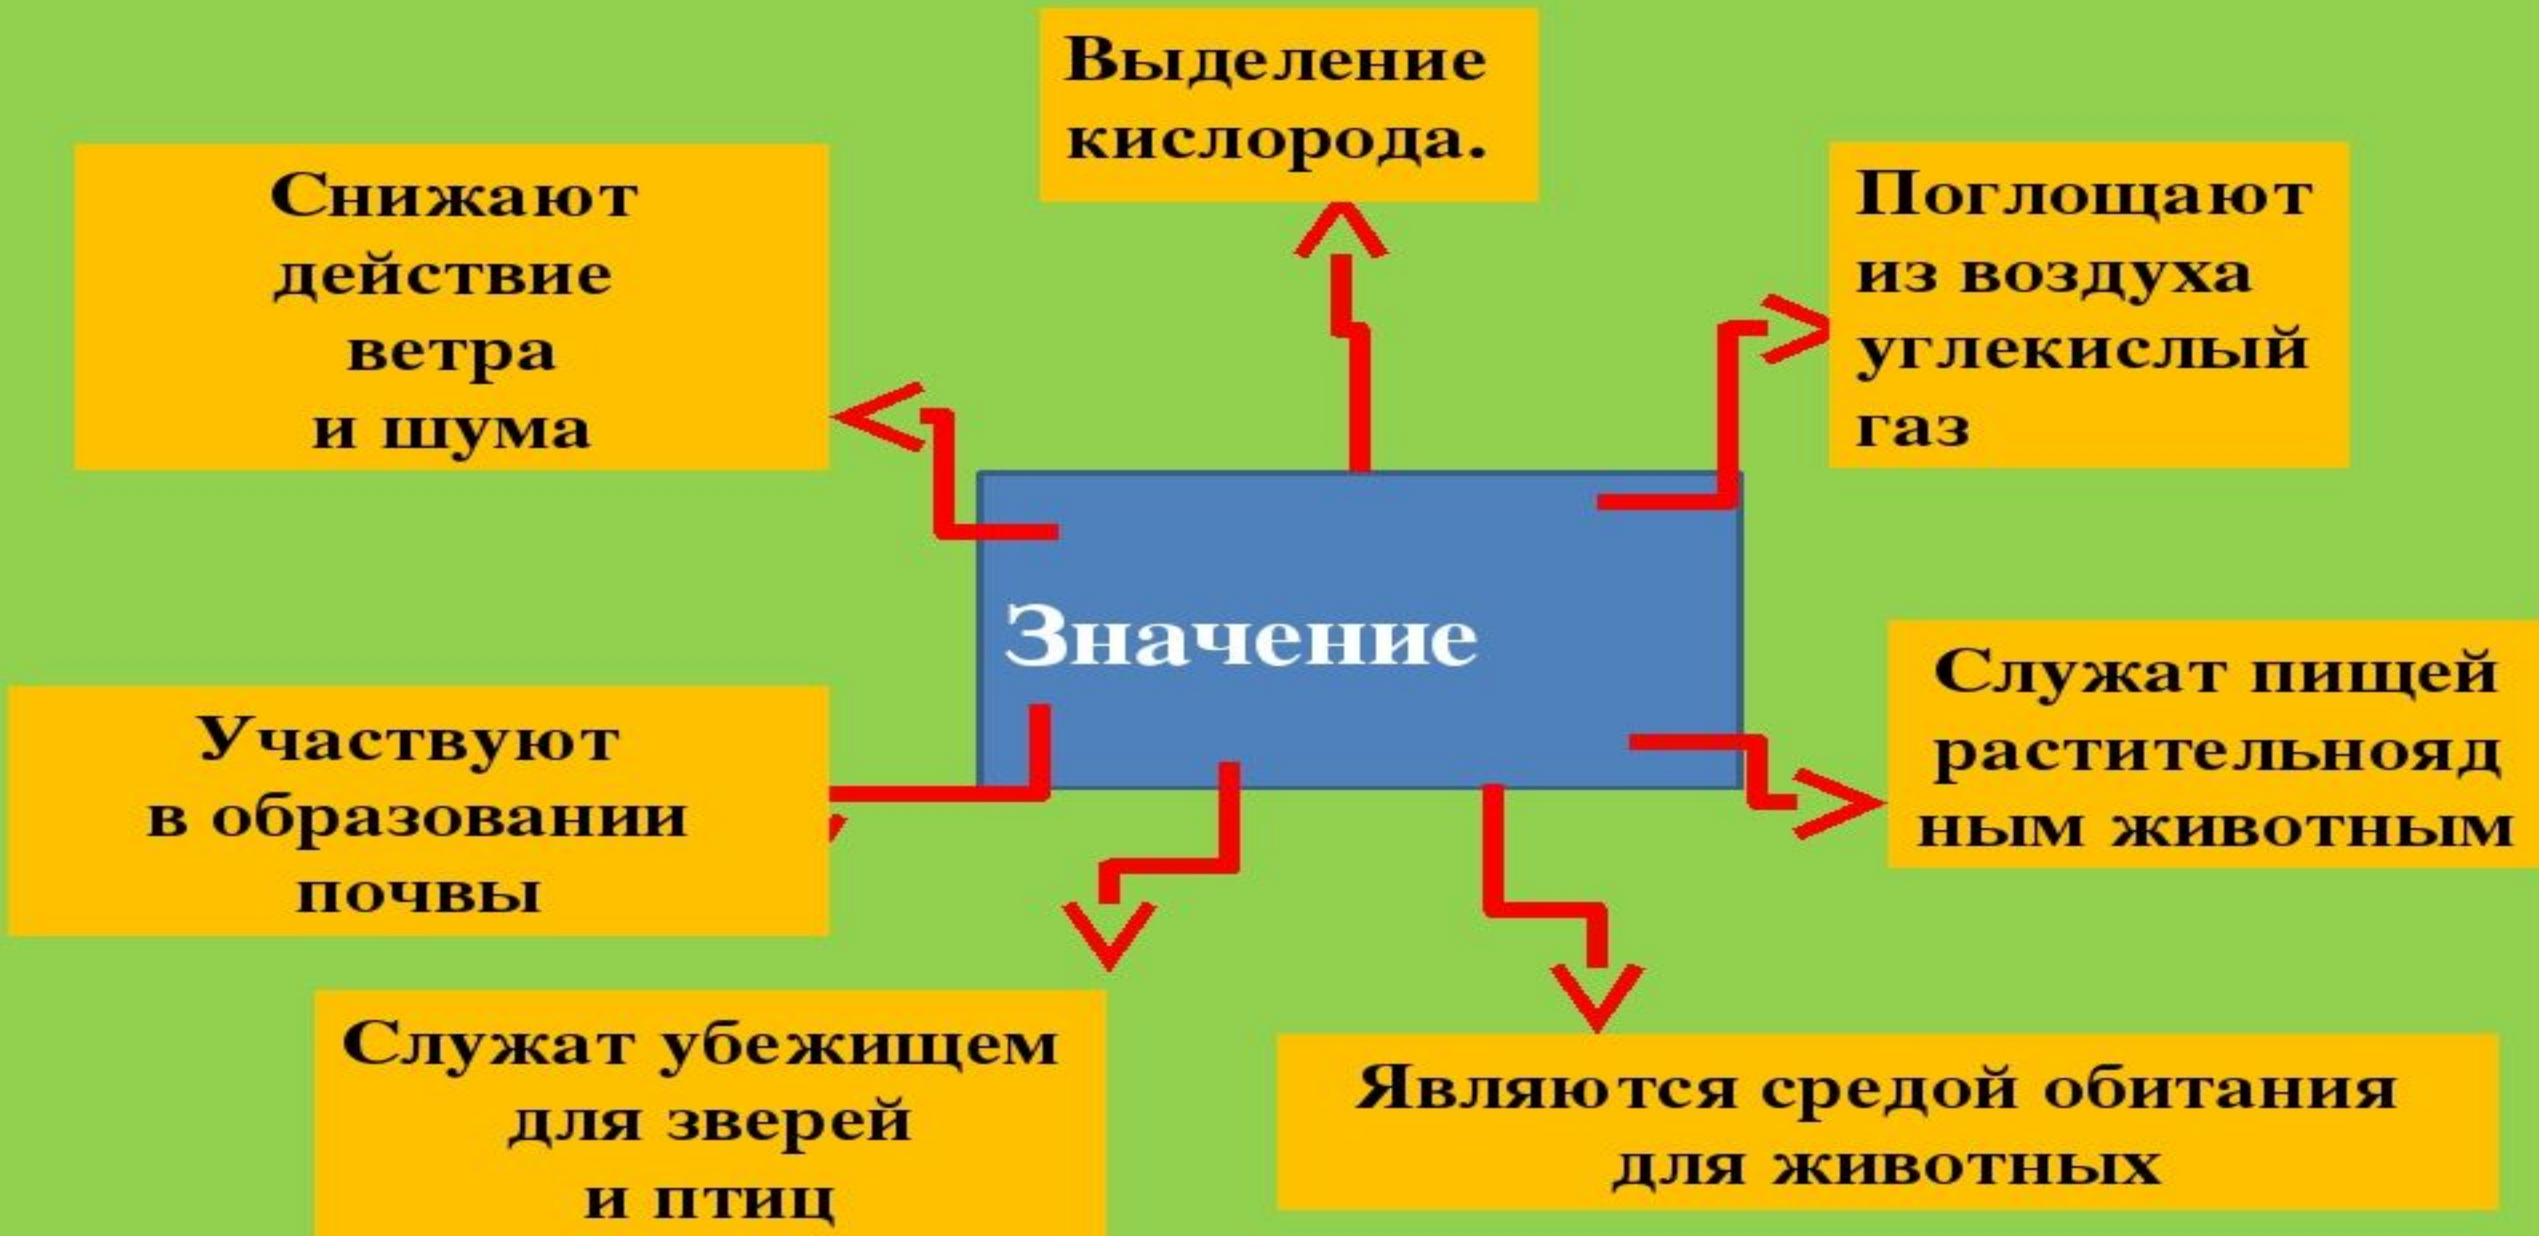 Выделение
кислорода.
Снижают
действие
ветра
и шума
Поглощают
из воздуха
углекислый
газ
Значение
Служат пищей
растительнояд
ным животным
Участвуют
в образовании
почвы
Служат убежищем
для зверей
и птиц
Являются средой обитания
для животных